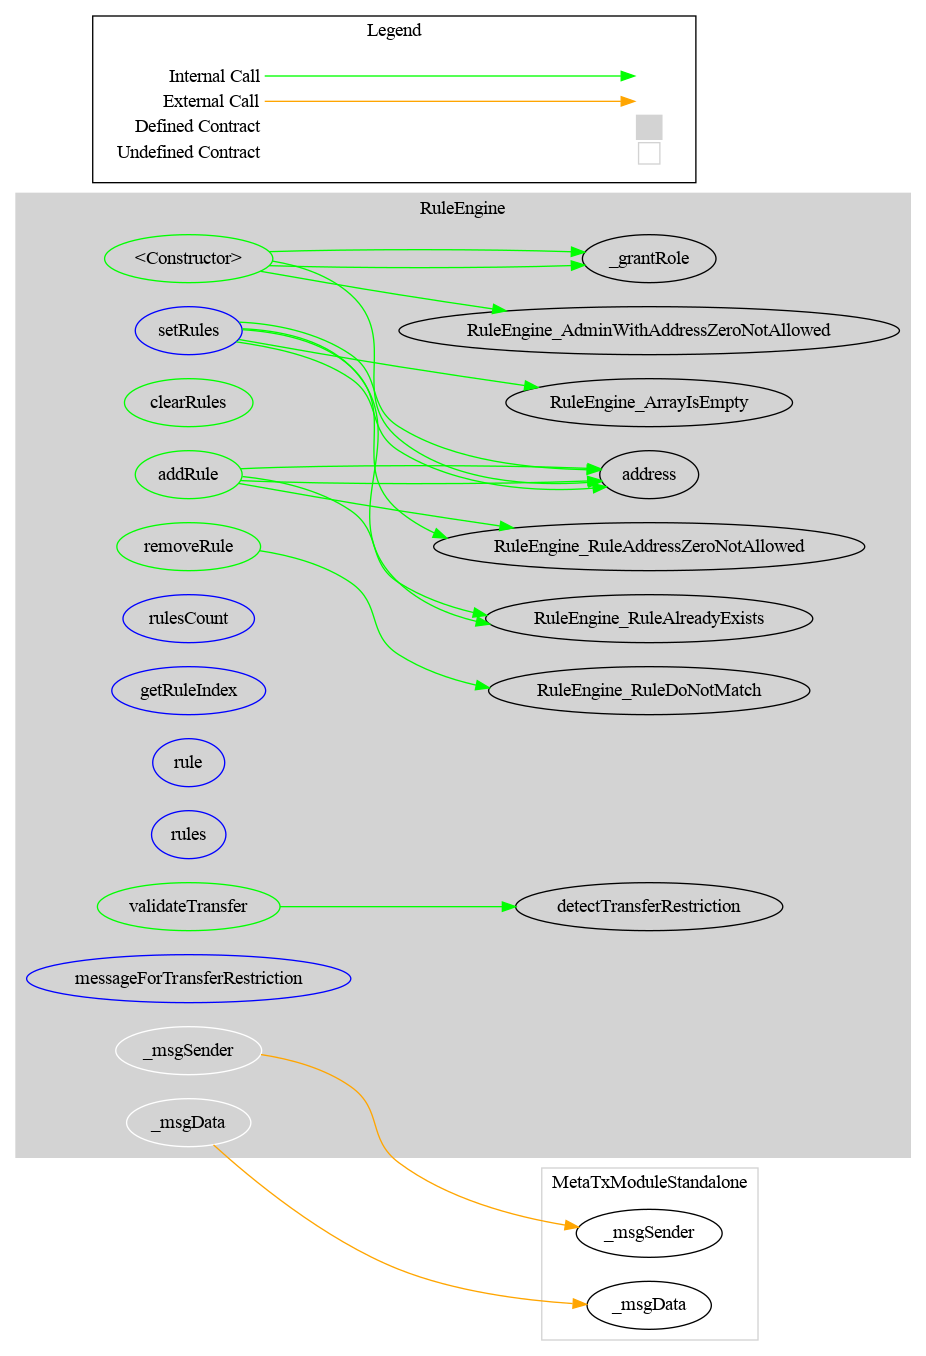 Legend
Internal Call
External Call
Defined Contract
Undefined Contract
RuleEngine
<Constructor>
_grantRole
setRules
RuleEngine_AdminWithAddressZeroNotAllowed
clearRules
RuleEngine_ArrayIsEmpty
addRule
address
removeRule
RuleEngine_RuleAddressZeroNotAllowed
rulesCount
RuleEngine_RuleAlreadyExists
getRuleIndex
RuleEngine_RuleDoNotMatch
rule
rules
validateTransfer
detectTransferRestriction
messageForTransferRestriction
_msgSender
_msgData
MetaTxModuleStandalone
_msgSender
_msgData